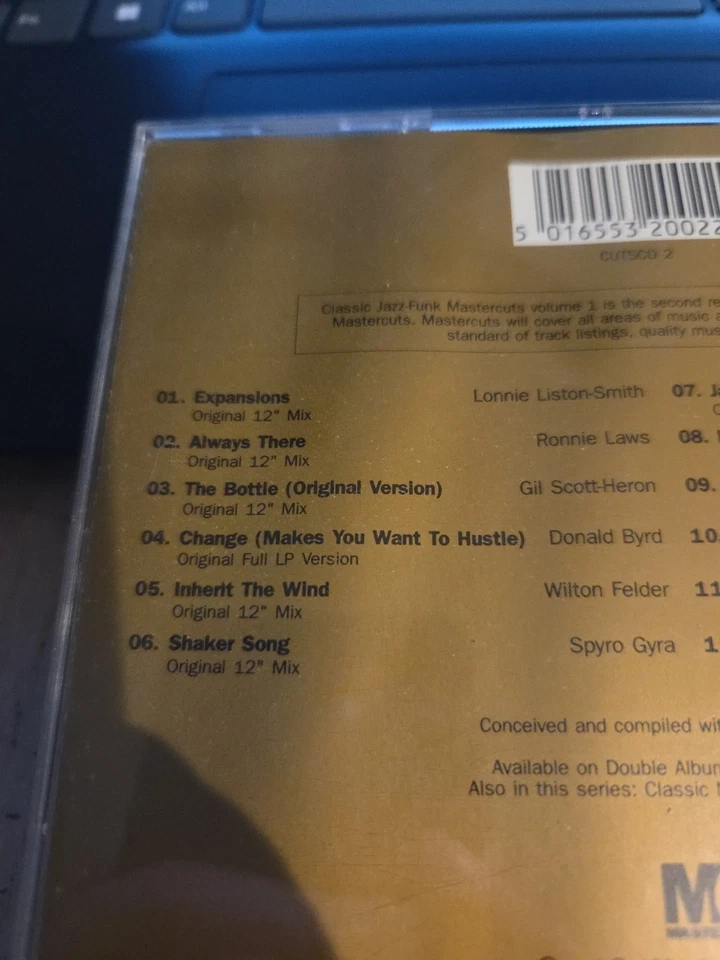 5 016553 20022
CUTSCD 2
Classic Jazz-Funk Mastercuts volume 1 is the second re
Mastercuts. Mastercuts will cover all areas of music a
standard of track listings, quality mus
01. Expansions Lonnie Liston-Smith 07. Ja
Original 12" Mix
02. Always There Ronnie Laws 08.
Original 12" Mix
03. The Bottle (Original Version) Gil Scott-Heron 09.
Original 12" Mix
04. Change (Makes You Want To Hustle) Donald Byrd 10.
Original Full LP Version
05. Inherit The Wind Wilton Felder 11
Original 12" Mix
06. Shaker Song Spyro Gyra 1
Original 12" Mix
Conceived and compiled wit
Available on Double Album
Also in this series: Classic